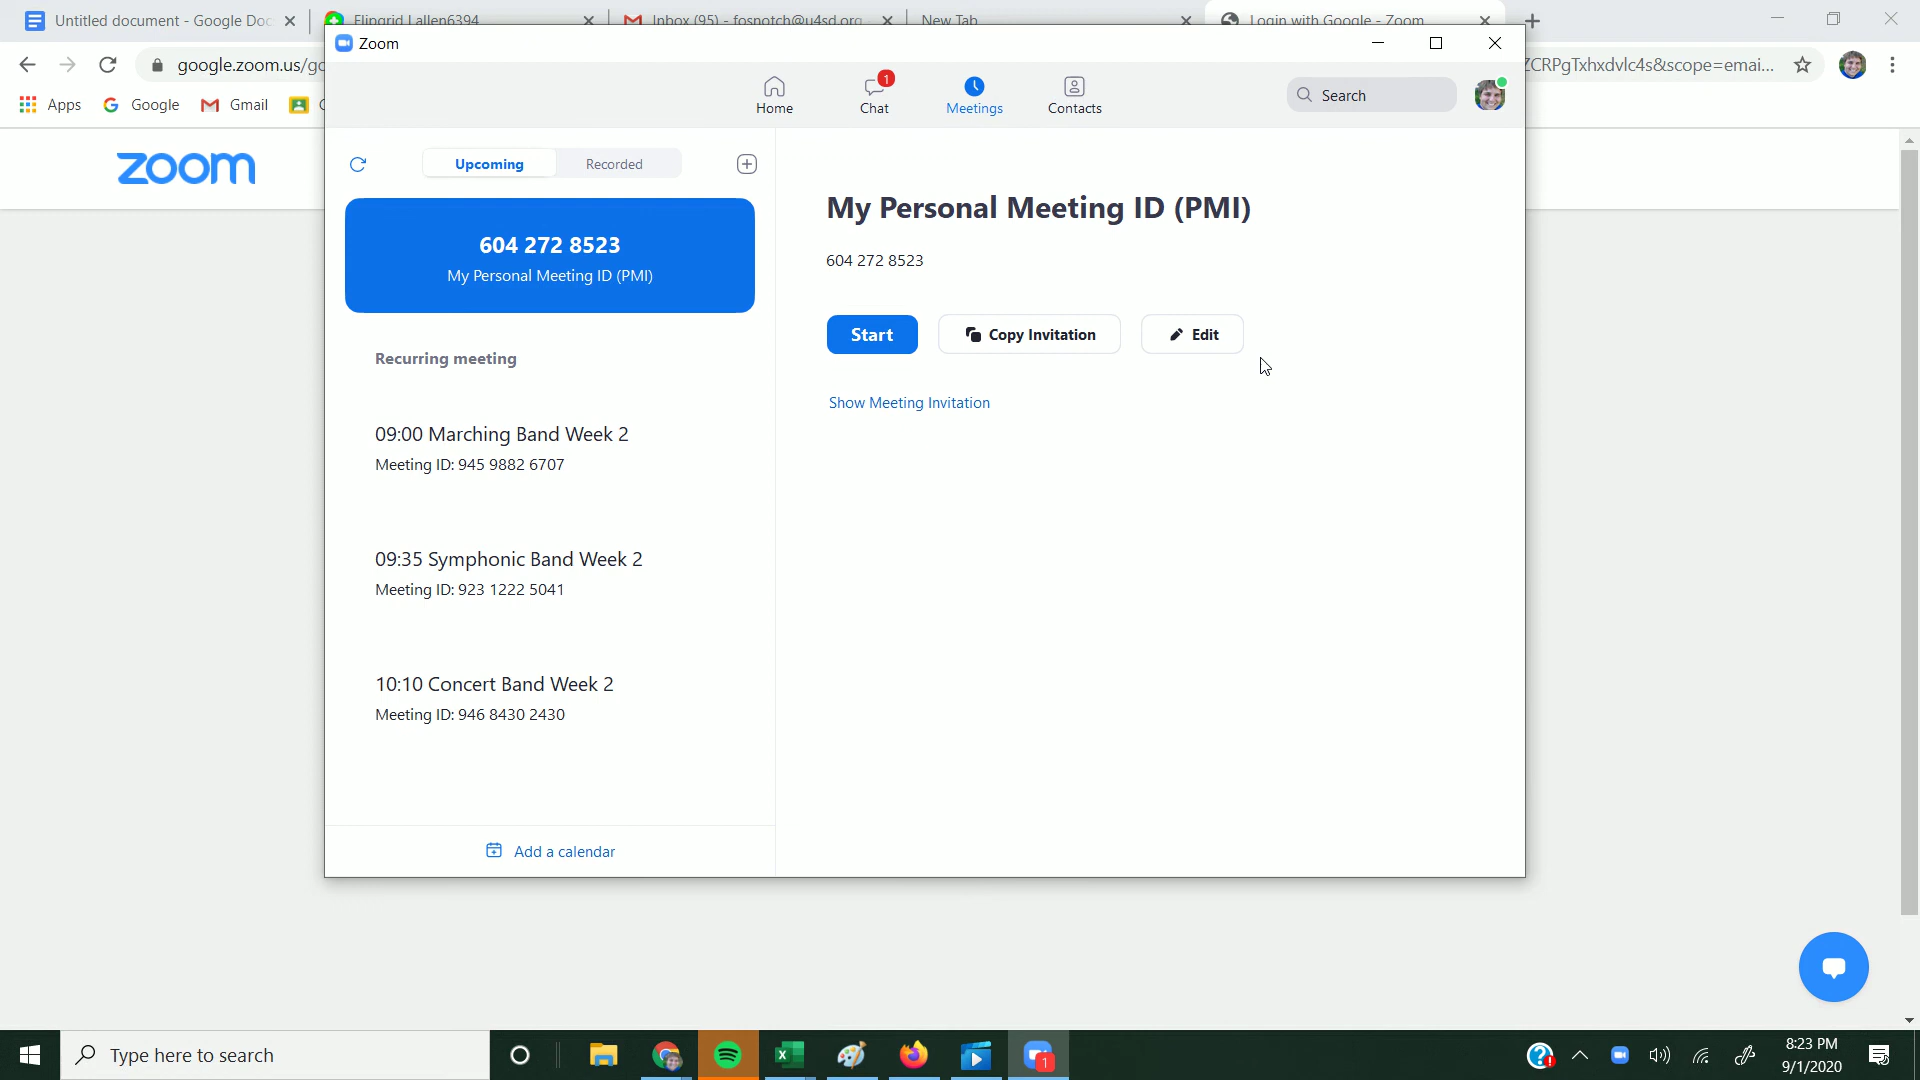 Untitled document - Google Doc
Flipgrid Lallen6394
Inbox (95) - fosnotch@u4sd.org
New Tab
Login with Google - Zoom
google.zoom.us/go
ZCRPgTxhxdvlc4s&scope=emai...
Apps
Google
Gmail
zoom
Zoom
Home
1
Chat
Meetings
Contacts
Search
Upcoming
Recorded
604 272 8523
My Personal Meeting ID (PMI)
Recurring meeting
09:00 Marching Band Week 2
Meeting ID: 945 9882 6707
09:35 Symphonic Band Week 2
Meeting ID: 923 1222 5041
10:10 Concert Band Week 2
Meeting ID: 946 8430 2430
Add a calendar
My Personal Meeting ID (PMI)
604 272 8523
Start
Copy Invitation
Edit
Show Meeting Invitation
Type here to search
1
8:23 PM
9/1/2020